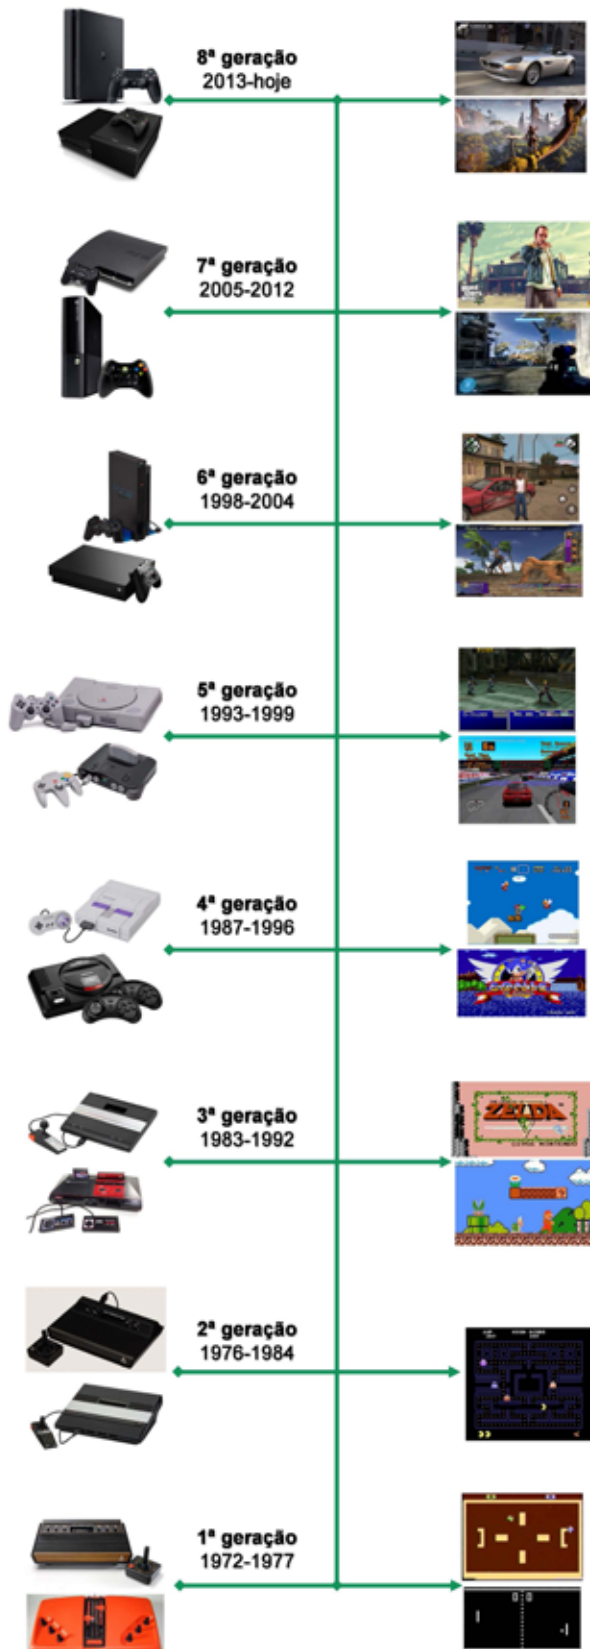 8ª geração
2013-hoje
7ª geração
2005-2012
6ª geração
1998-2004
5ª geração
1993-1999
4ª geração
1987-1996
3ª geração
1983-1992
ZELDA
2ª geração
1976-1984
1ª geração
1972-1977